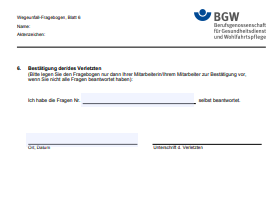 Wegeunfall-Fragebogen, Blatt 6
Name:
Aktenzeichen:
BGW
Berufsgenossenschaft
für Gesundheitsdienst
und Wohlfahrtspflege
6. Bestätigung der/des Verletzten
(Bitte legen Sie den Fragebogen nur dann Ihrer Mitarbeiterin/Ihrem Mitarbeiter zur Bestätigung vor,
wenn Sie nicht alle Fragen beantwortet haben):
Ich habe die Fragen Nr. selbst beantwortet.
Ort, Datum Unterschrift d. Verletzten